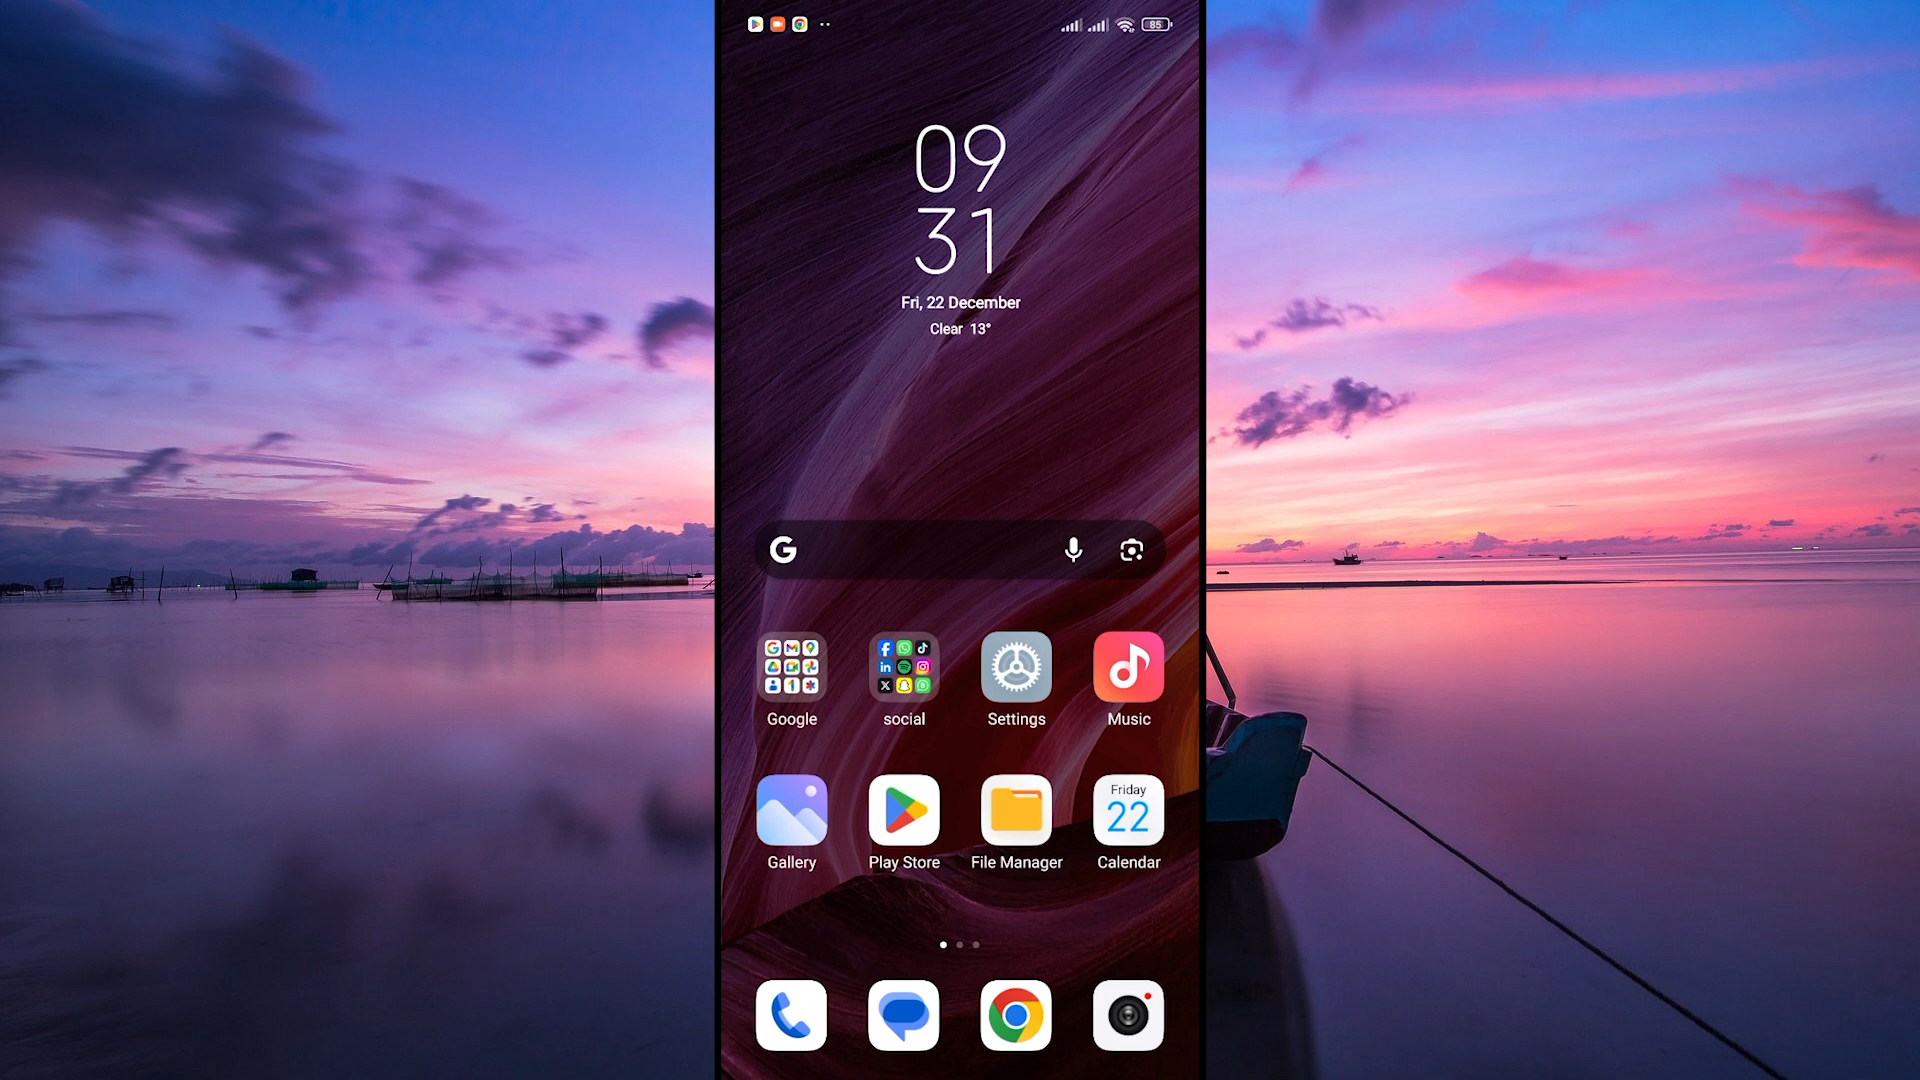 85
09
31
Fri, 22 December
Clear 13°
G
Google
social
Settings
Music
Friday
22
Gallery
Play Store
File Manager
Calendar